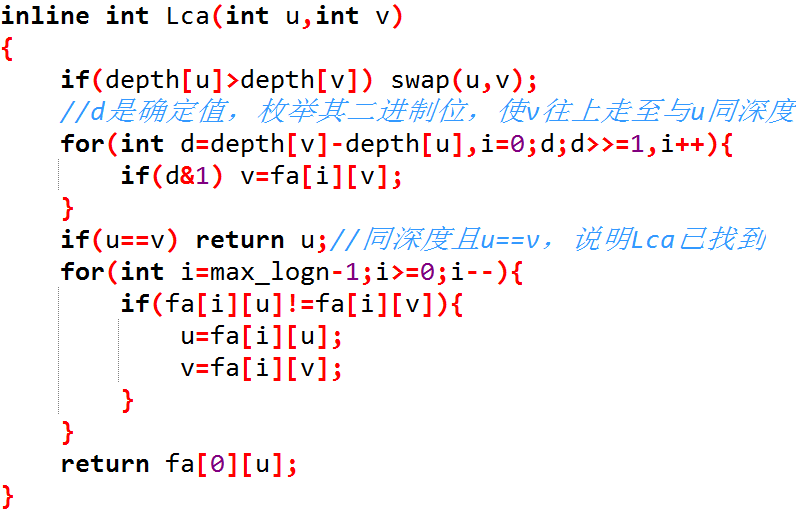 inline int Lca(int u,int v)
{
    if(depth[u]>depth[v]) swap(u,v);
    //d是确定值，枚举其二进制位，使v往上走至与u同深度
    for(int d=depth[v]-depth[u],i=0;d;d>>=1,i++){
        if(d&1) v=fa[i][v];
    }
    if(u==v) return u;//同深度且u==v，说明Lca已找到
    for(int i=max_logn-1;i>=0;i--){
        if(fa[i][u]!=fa[i][v]){
            u=fa[i][u];
            v=fa[i][v];
        }
    }
    return fa[0][u];
}